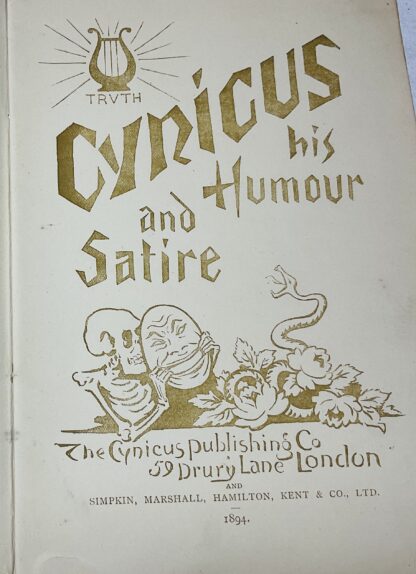 TRVTH
Cynicus
his
Humour
and
Satire
The Cynicus Publishing Co
59 Drury Lane London
AND
SIMPKIN, MARSHALL, HAMILTON, KENT & CO., LTD.
1894.